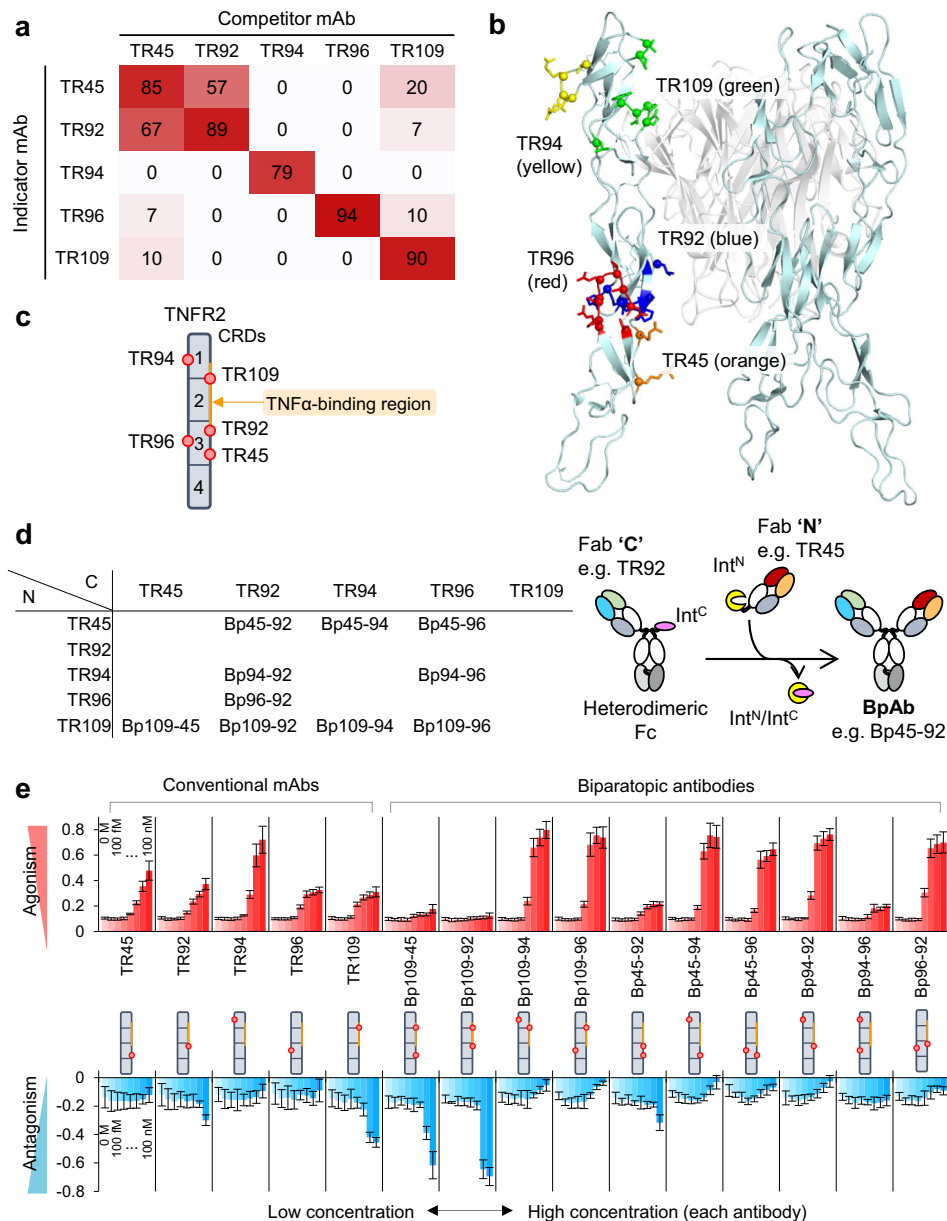 a
Competitor mAb
TR45 TR92 TR94 TR96 TR109
Indicator mAb
TR45 85 57 0 0 20
TR92 67 89 0 0 7
TR94 0 0 79 0 0
TR96 7 0 0 94 10
TR109 10 0 0 0 90
b
TR109 (green)
TR94
(yellow)
TR92 (blue)
TR96
(red)
TR45 (orange)
c
TNFR2
CRDs
TR94
1
TR109
2
TNFα-binding region
TR92
TR96
3
TR45
4
d
C
N
TR45 TR92 TR94 TR96 TR109
TR45 Bp45-92 Bp45-94 Bp45-96
TR92
TR94 Bp94-92 Bp94-96
TR96 Bp96-92
TR109 Bp109-45 Bp109-92 Bp109-94 Bp109-96
Fab 'C'
e.g. TR92
Fab 'N'
e.g. TR45
IntN
IntC
Heterodimeric
Fc
IntN/IntC
BpAb
e.g. Bp45-92
e
Conventional mAbs
Biparatopic antibodies
Agonism
0.8
0.6
0.4
0.2
0
0 M
100 fM
...
100 nM
TR45 TR92 TR94 TR96 TR109 Bp109-45 Bp109-92 Bp109-94 Bp109-96 Bp45-92 Bp45-94 Bp45-96 Bp94-92 Bp94-96 Bp96-92
Antagonism
0
-0.2
-0.4
-0.6
-0.8
0 M
100 fM
...
100 nM
Low concentration High concentration (each antibody)